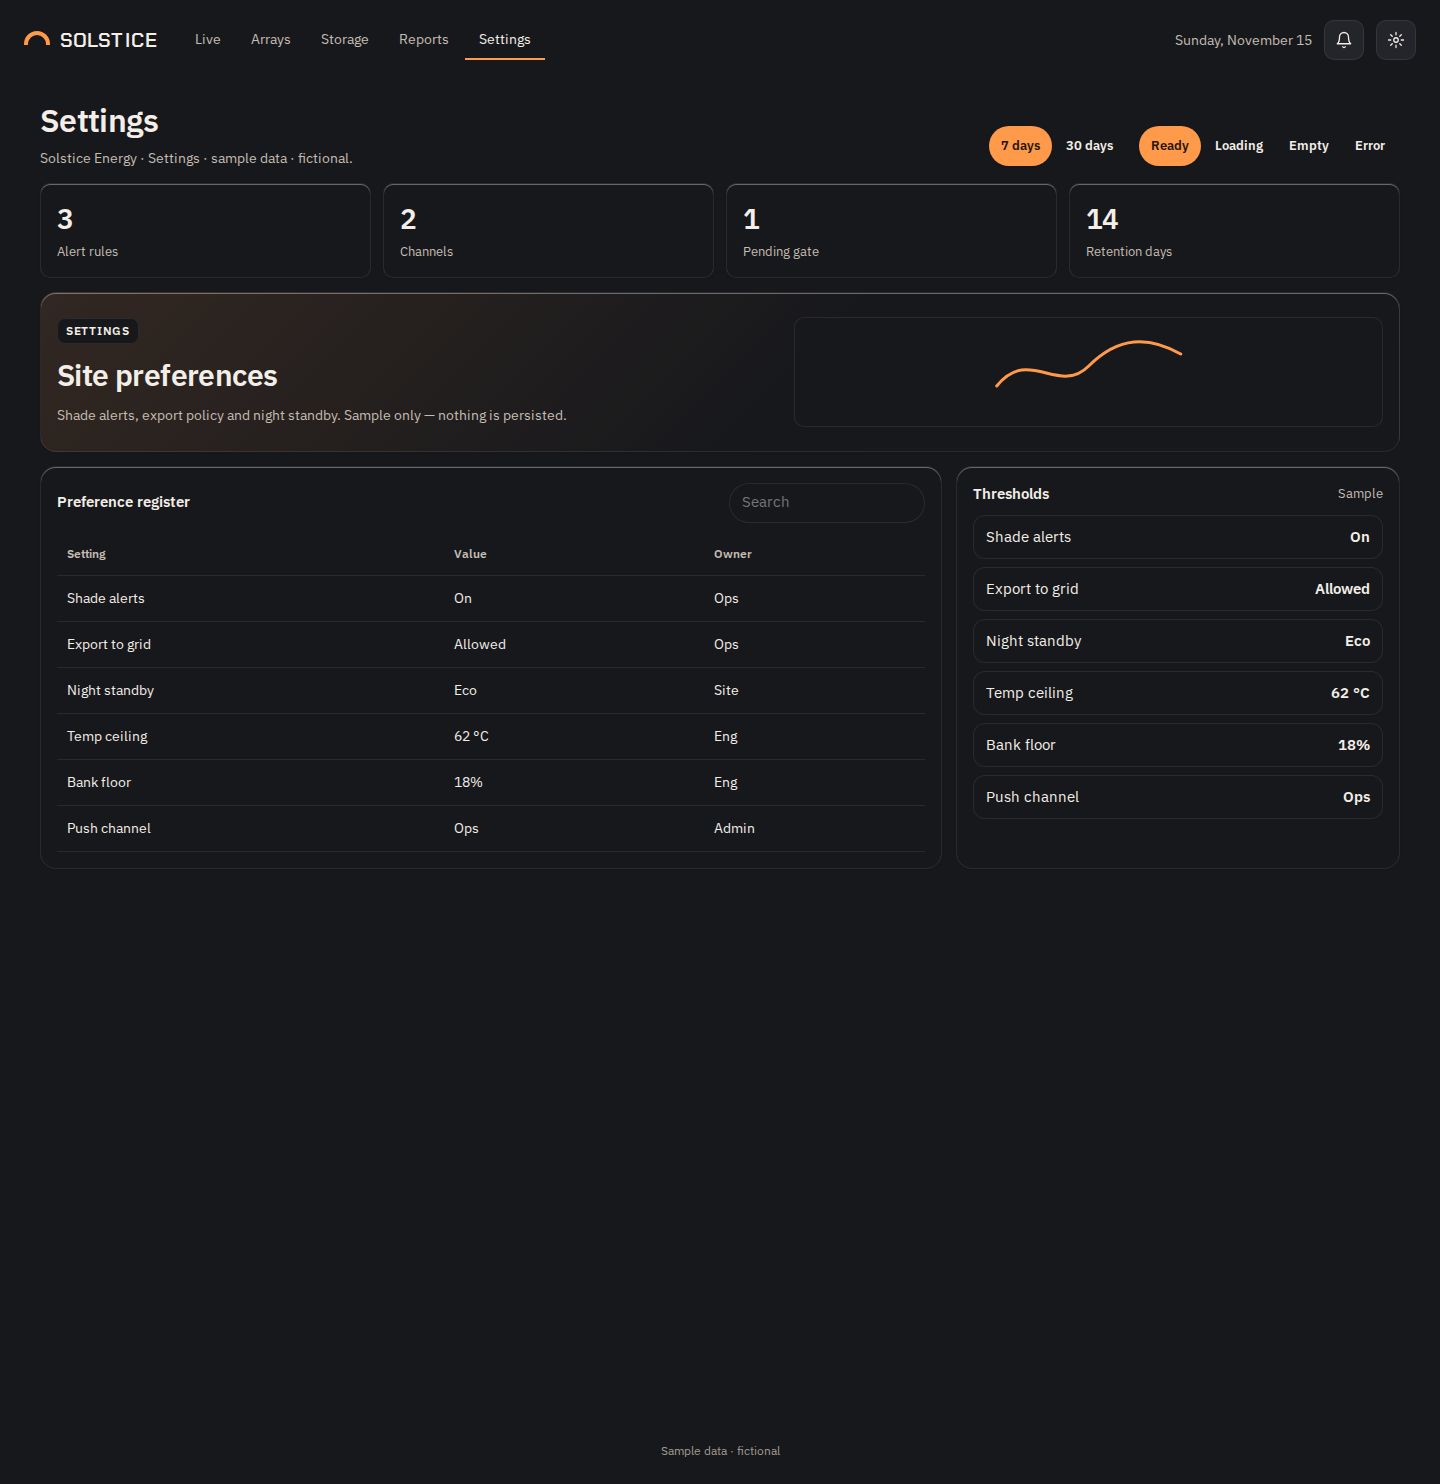 SOLSTICE
Live Arrays Storage Reports Settings
Sunday, November 15
Settings
Solstice Energy · Settings · sample data · fictional.
7 days 30 days Ready Loading Empty Error
3
Alert rules
2
Channels
1
Pending gate
14
Retention days
SETTINGS
Site preferences
Shade alerts, export policy and night standby. Sample only — nothing is persisted.
Preference register
Search
Setting Value Owner
Shade alerts On Ops
Export to grid Allowed Ops
Night standby Eco Site
Temp ceiling 62 °C Eng
Bank floor 18% Eng
Push channel Ops Admin
Thresholds Sample
Shade alerts On
Export to grid Allowed
Night standby Eco
Temp ceiling 62 °C
Bank floor 18%
Push channel Ops
Sample data · fictional